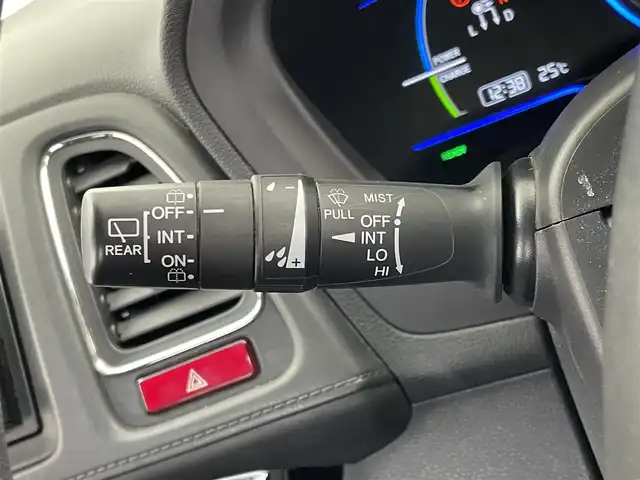 L D
POWER
CHARGE
12:38 25℃
OFF
INT
ON
REAR
-
+
PULL
MIST
OFF
INT
LO
HI